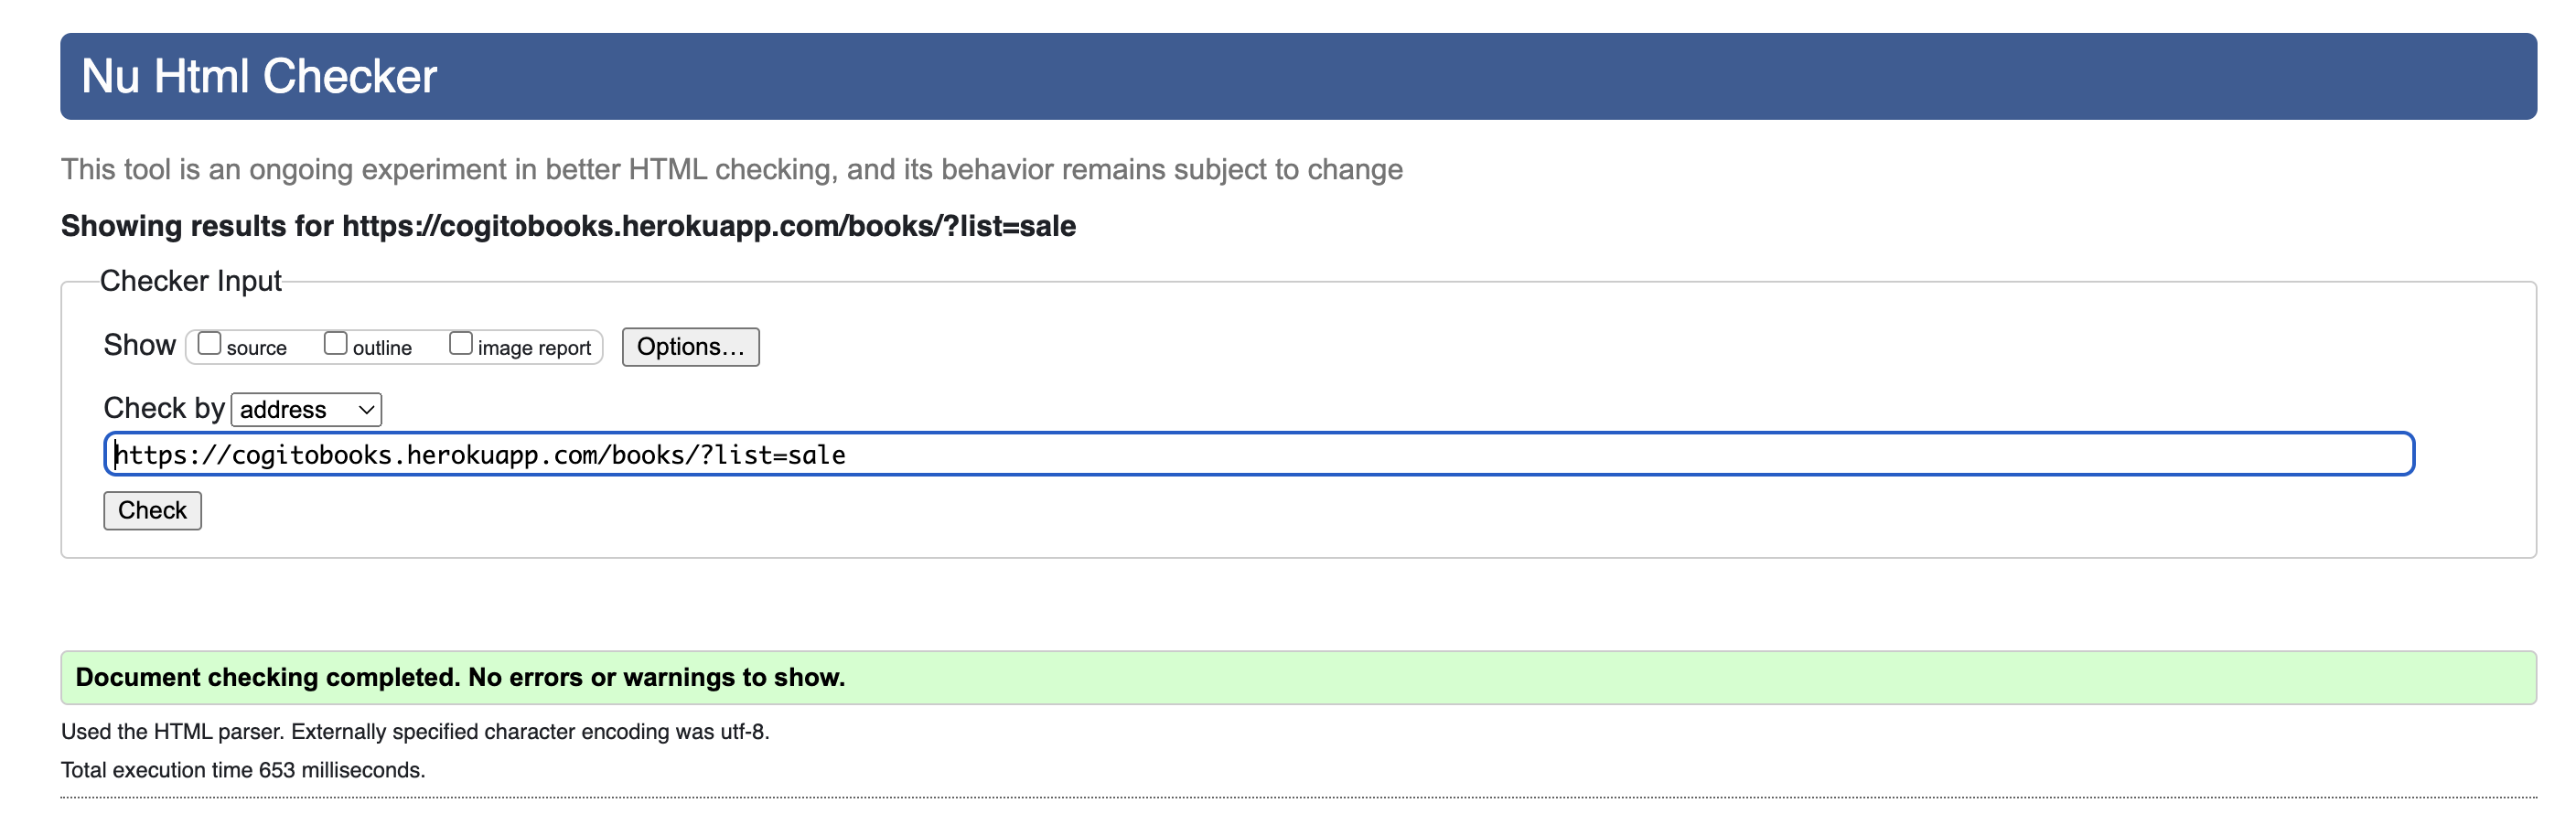 Nu Html Checker
This tool is an ongoing experiment in better HTML checking, and its behavior remains subject to change
Showing results for https://cogitobooks.herokuapp.com/books/?list=sale
Checker Input
Show source outline image report Options...
Check by address
https://cogitobooks.herokuapp.com/books/?list=sale
Check
Document checking completed. No errors or warnings to show.
Used the HTML parser. Externally specified character encoding was utf-8.
Total execution time 653 milliseconds.